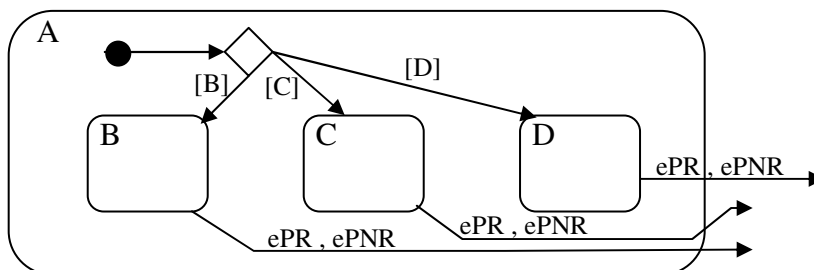 A
[D]
[B]
[C]
B
C
D
ePR , ePNR
ePR , ePNR
ePR , ePNR